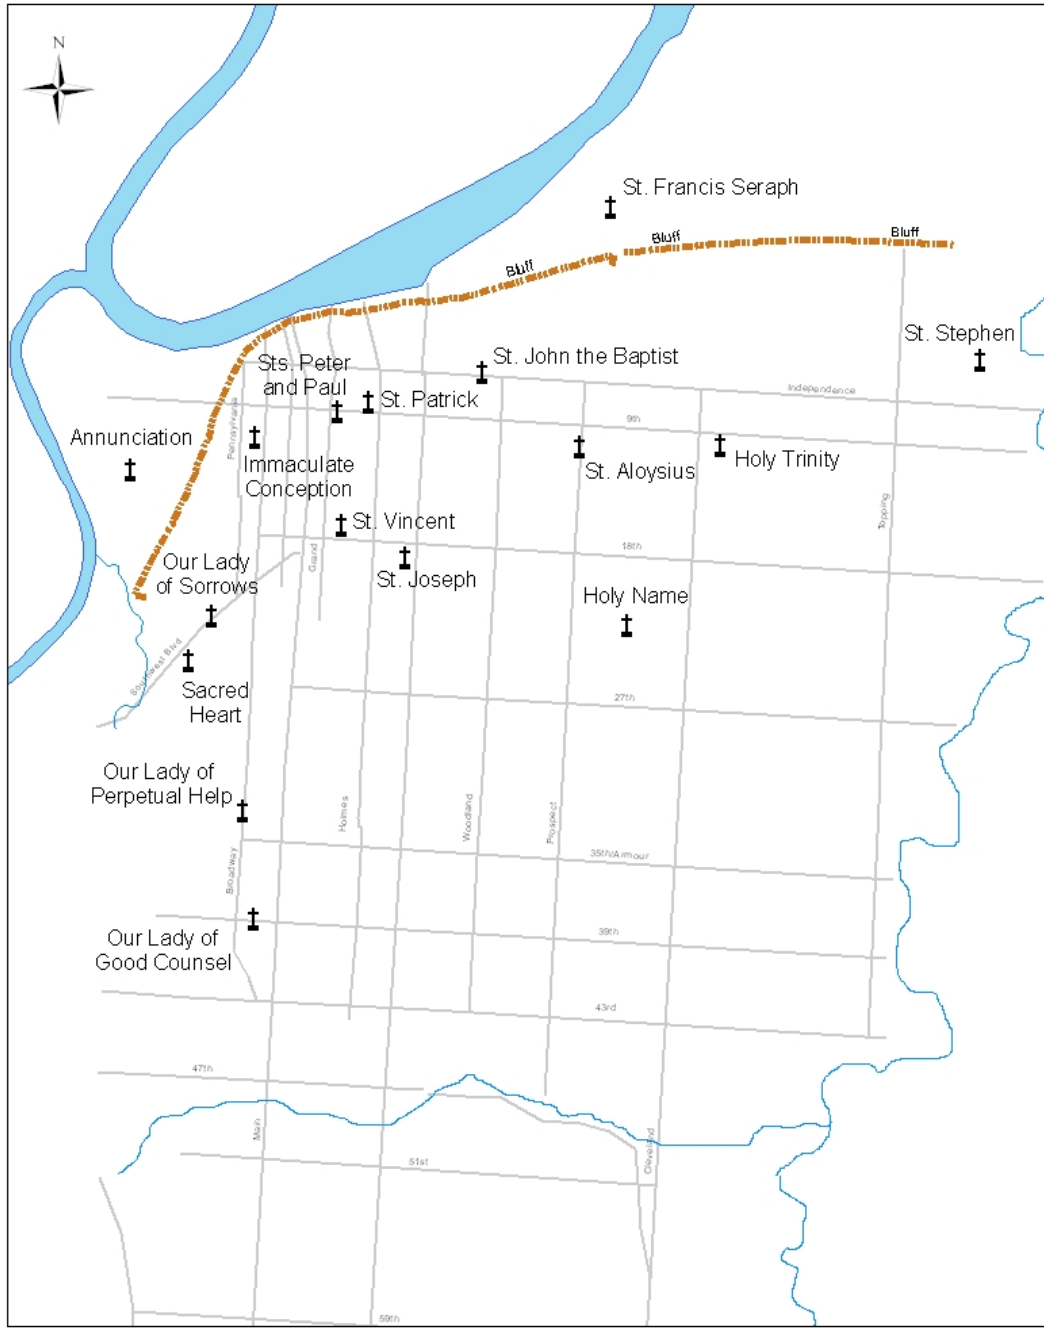 N
St. Francis Seraph
Bluff
Bluff
Bluff
St. Stephen
St. John the Baptist
Sts. Peter
and Paul
St. Patrick
Independence
9th
Pennsylvania
Annunciation
Immaculate
Conception
St. Aloysius
Holy Trinity
Topping
St. Vincent
18th
Grand
St. Joseph
Our Lady
of Sorrows
Holy Name
Southwest Blvd
Sacred
Heart
27th
Our Lady of
Perpetual Help
Holmes
Woodland
Prospect
35th/Armour
Broadway
39th
Our Lady of
Good Counsel
43rd
47th
Main
Cleveland
51st
59th